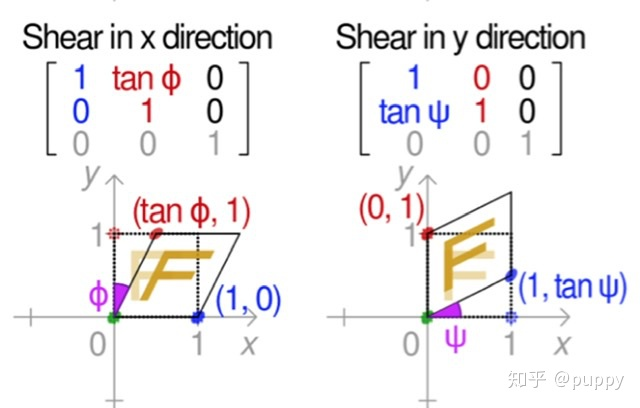 Shear in x direction
1 tan ϕ 0
0 1 0
0 0 1
y
(tan ϕ, 1)
1
ϕ
(1, 0)
0 1 x
Shear in y direction
1 0 0
tan ψ 1 0
0 0 1
y
(0, 1)
1
F
(1, tan ψ)
0 ψ 1 x
F
知乎 @puppy